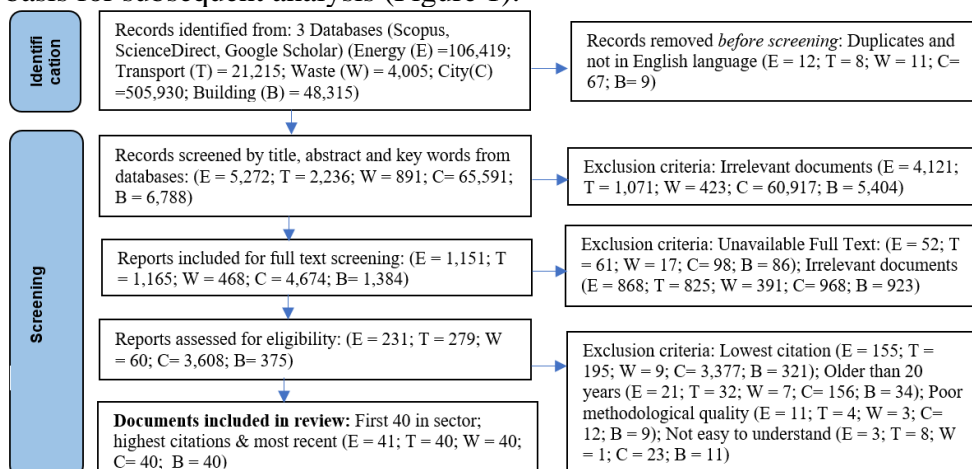 basis for subsequent analysis (Figure 1).
Identifi
cation
Records identified from: 3 Databases (Scopus,
ScienceDirect, Google Scholar) (Energy (E) =106,419;
Transport (T) = 21,215; Waste (W) = 4,005; City(C)
=505,930; Building (B) = 48,315)
Records removed before screening: Duplicates and
not in English language (E = 12; T = 8; W = 11; C=
67; B= 9)
Screening
Records screened by title, abstract and key words from
databases: (E = 5,272; T = 2,236; W = 891; C= 65,591;
B = 6,788)
Exclusion criteria: Irrelevant documents (E = 4,121;
T = 1,071; W = 423; C = 60,917; B = 5,404)
Reports included for full text screening: (E = 1,151; T
= 1,165; W = 468; C = 4,674; B= 1,384)
Exclusion criteria: Unavailable Full Text: (E = 52; T
= 61; W = 17; C= 98; B = 86); Irrelevant documents
(E = 868; T = 825; W = 391; C= 968; B = 923)
Reports assessed for eligibility: (E = 231; T = 279; W
= 60; C= 3,608; B= 375)
Exclusion criteria: Lowest citation (E = 155; T =
195; W = 9; C= 3,377; B = 321); Older than 20
years (E = 21; T = 32; W = 7; C= 156; B = 34); Poor
methodological quality (E = 11; T = 4; W = 3; C=
12; B = 9); Not easy to understand (E = 3; T = 8; W
= 1; C = 23; B = 11)
Documents included in review: First 40 in sector;
highest citations & most recent (E = 41; T = 40; W = 40;
C= 40;  B = 40)